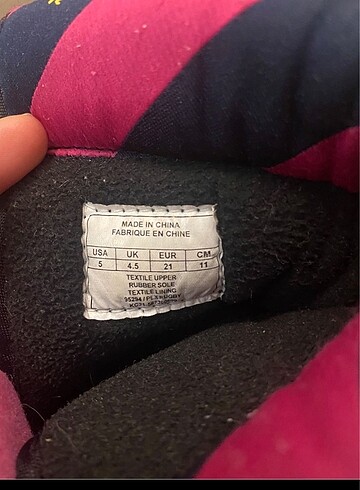 MADE IN CHINA
FABRIQUE EN CHINE
USA UK EUR CM
5 4.5 21 11
TEXTILE UPPER
RUBBER SOLE
TEXTILE LINING